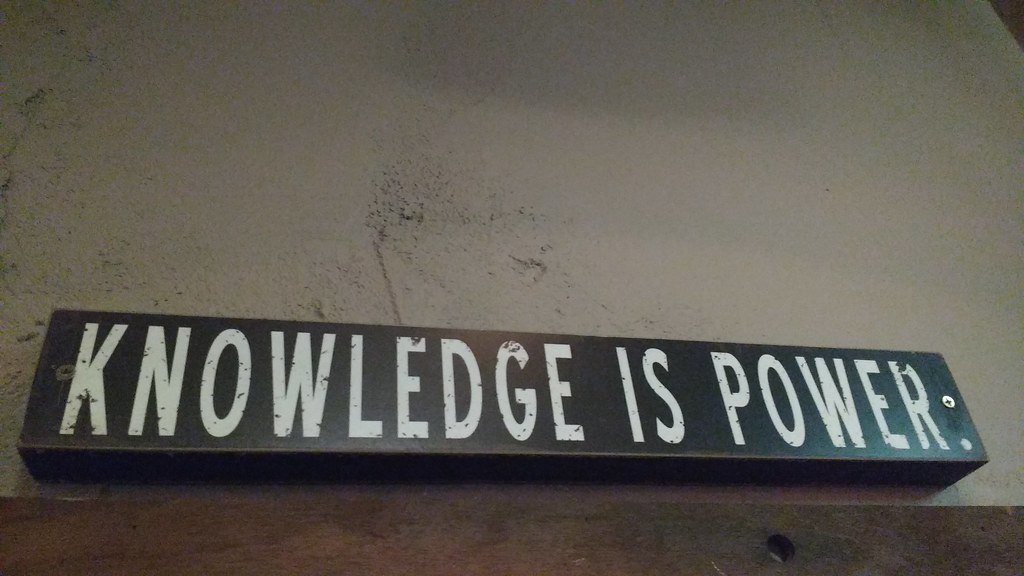 KNOWLEDGE IS POWER.